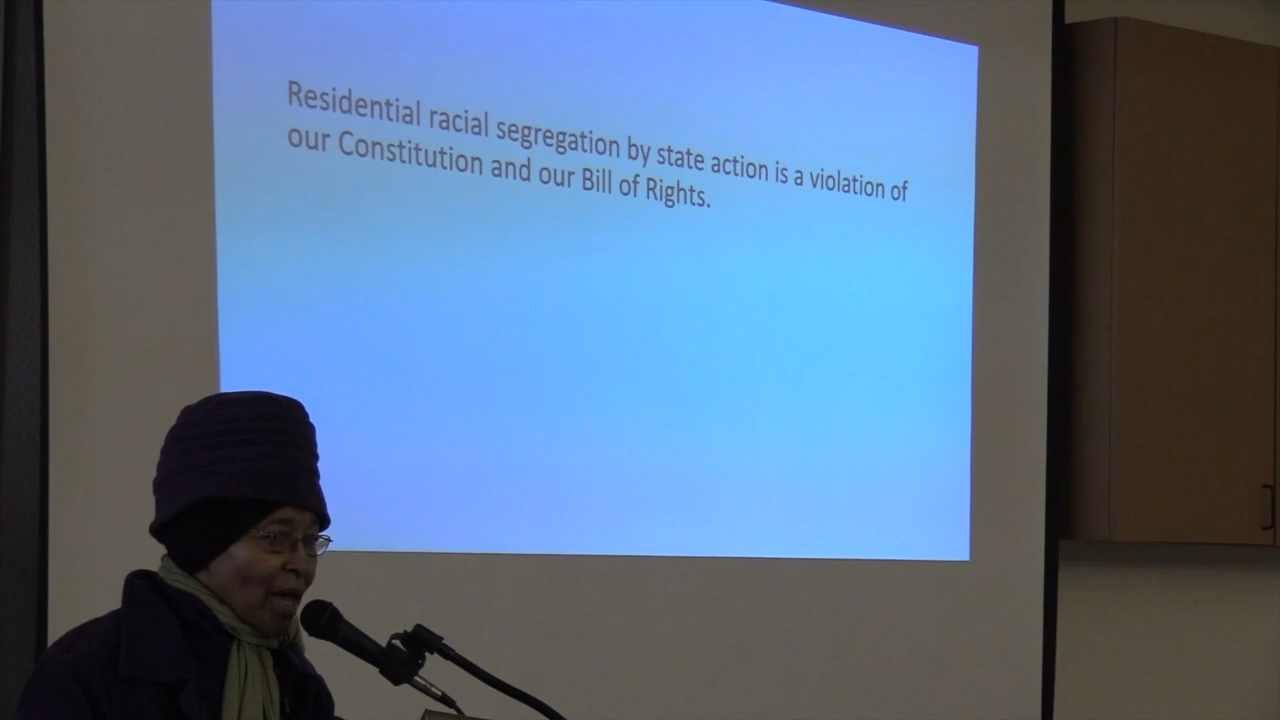 Residential racial segregation by state action is a violation of
our Constitution and our Bill of Rights.